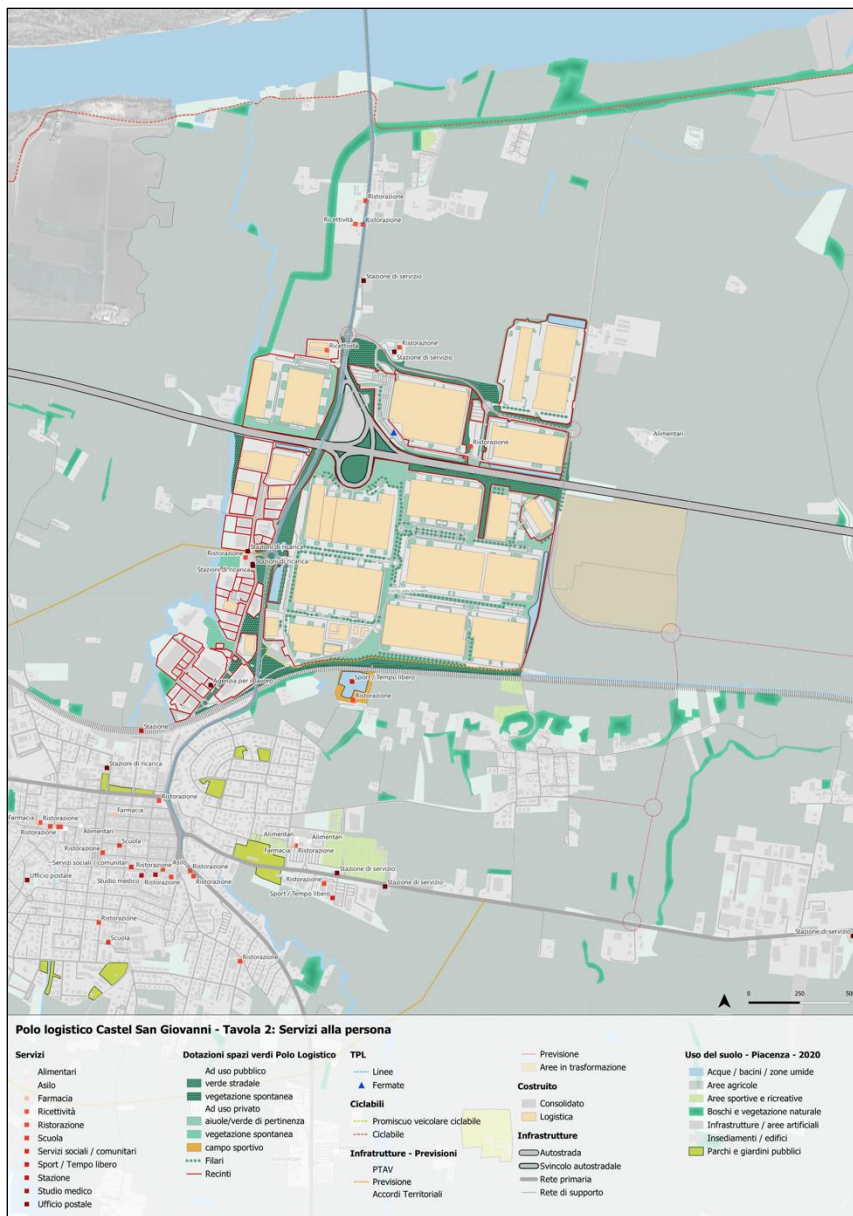 Ristorazione
Ricettività
Ristorazione
Stazione di servizio
Ricettività
Ristorazione
Stazione di servizio
Ristorazione
Alimentari
Stazioni di ricarica
Ristorazione
Stazioni di ricarica
Stazioni di ricarica
Agenzia per il lavoro
Sport / Tempo libero
Ristorazione
Stazione
Stazioni di ricarica
Ristorazione
Farmacia
Farmacia
Ristorazione
Ristorazione
Alimentari
Scuola
Ristorazione
Alimentari
Alimentari
Farmacia
Ristorazione
Servizi sociali / comunitari
Ristorazione
Asilo
Ristorazione
Studio medico
Ristorazione
Ristorazione
Ufficio postale
Stazione di servizio
Ristorazione
Stazione di servizio
Sport / Tempo libero
Ristorazione
Scuola
Ristorazione
Stazione di servizio
0 250 500
Polo logistico Castel San Giovanni - Tavola 2: Servizi alla persona
Servizi
Alimentari
Asilo
Farmacia
Ricettività
Ristorazione
Scuola
Servizi sociali / comunitari
Sport / Tempo libero
Stazione
Studio medico
Ufficio postale
Dotazioni spazi verdi Polo Logistico
Ad uso pubblico
verde stradale
vegetazione spontanea
Ad uso privato
aiuole/verde di pertinenza
vegetazione spontanea
campo sportivo
Filari
Recinti
TPL
Linee
Fermate
Ciclabili
Promiscuo veicolare ciclabile
Ciclabile
Infratrutture - Previsioni
PTAV
Previsione
Accordi Territoriali
Previsione
Aree in trasformazione
Costruito
Consolidato
Logistica
Infrastrutture
Autostrada
Svincolo autostradale
Rete primaria
Rete di supporto
Uso del suolo - Piacenza - 2020
Acque / bacini / zone umide
Aree agricole
Aree sportive e ricreative
Boschi e vegetazione naturale
Infrastrutture / aree artificiali
Insediamenti / edifici
Parchi e giardini pubblici